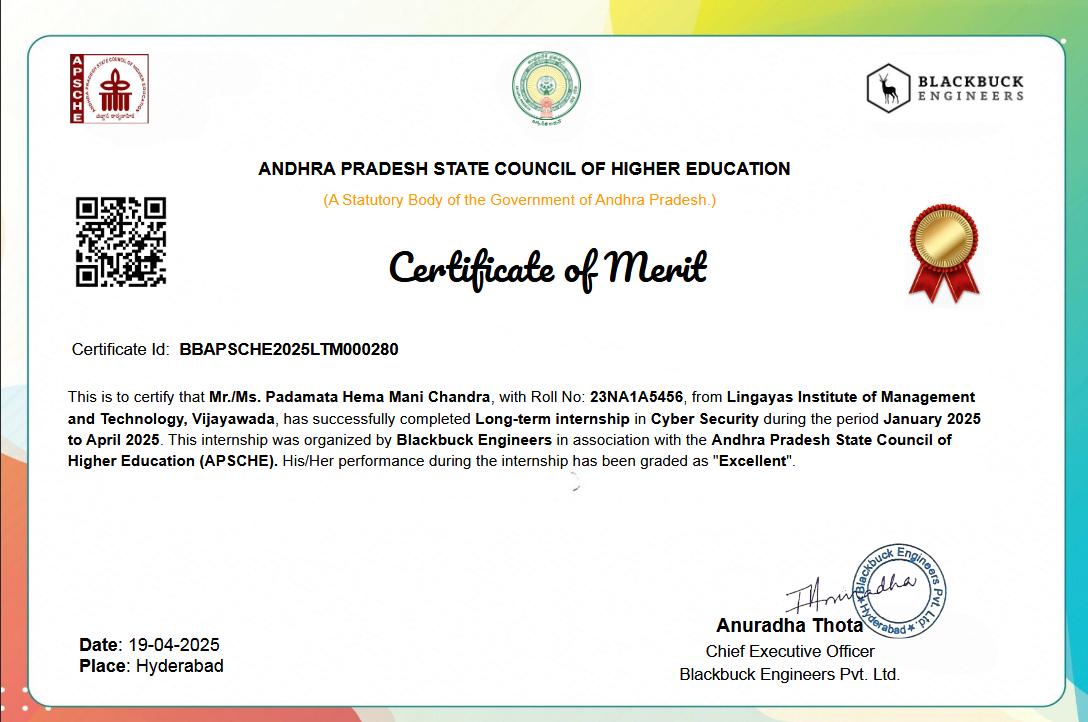 APSCHE
ANDHRA PRADESH STATE COUNCIL OF HIGHER EDUCATION
BLACKBUCK
ENGINEERS
ANDHRA PRADESH STATE COUNCIL OF HIGHER EDUCATION
(A Statutory Body of the Government of Andhra Pradesh.)
Certificate of Merit
Certificate Id: BBAPSCHE2025LTM000280
This is to certify that Mr./Ms. Padamata Hema Mani Chandra, with Roll No: 23NA1A5456, from Lingayas Institute of Management
and Technology, Vijayawada, has successfully completed Long-term internship in Cyber Security during the period January 2025
to April 2025. This internship was organized by Blackbuck Engineers in association with the Andhra Pradesh State Council of
Higher Education (APSCHE). His/Her performance during the internship has been graded as "Excellent".
T Anuradha
Blackbuck Engineers Pvt. Ltd.
★ Hyderabad ★
Anuradha Thota
Chief Executive Officer
Blackbuck Engineers Pvt. Ltd.
Date: 19-04-2025
Place: Hyderabad